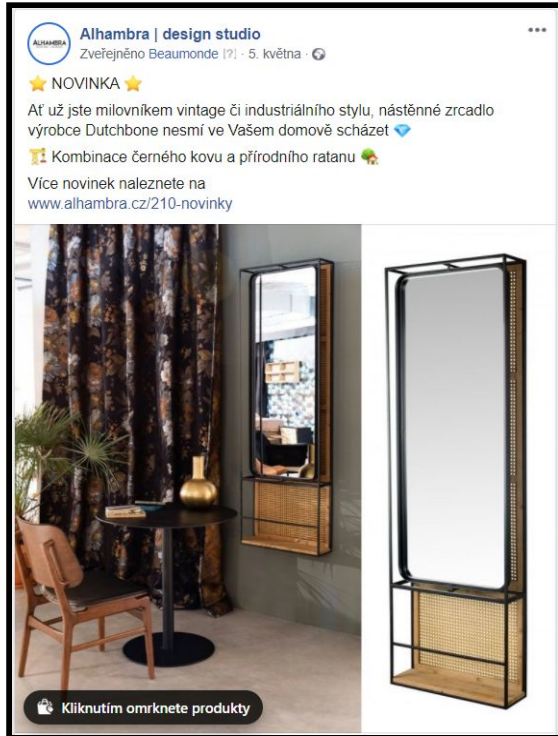 Alhambra | design studio
Zveřejněno Beaumonde [?] · 5. května ·
ALHAMBRA
⭐ NOVINKA ⭐
Ať už jste milovníkem vintage či industriálního stylu, nástěnné zrcadlo
výrobce Dutchbone nesmí ve Vašem domově scházet 💎
🏗️ Kombinace černého kovu a přírodního ratanu 🏡
Více novinek naleznete na
www.alhambra.cz/210-novinky
Kliknutím omrknete produkty